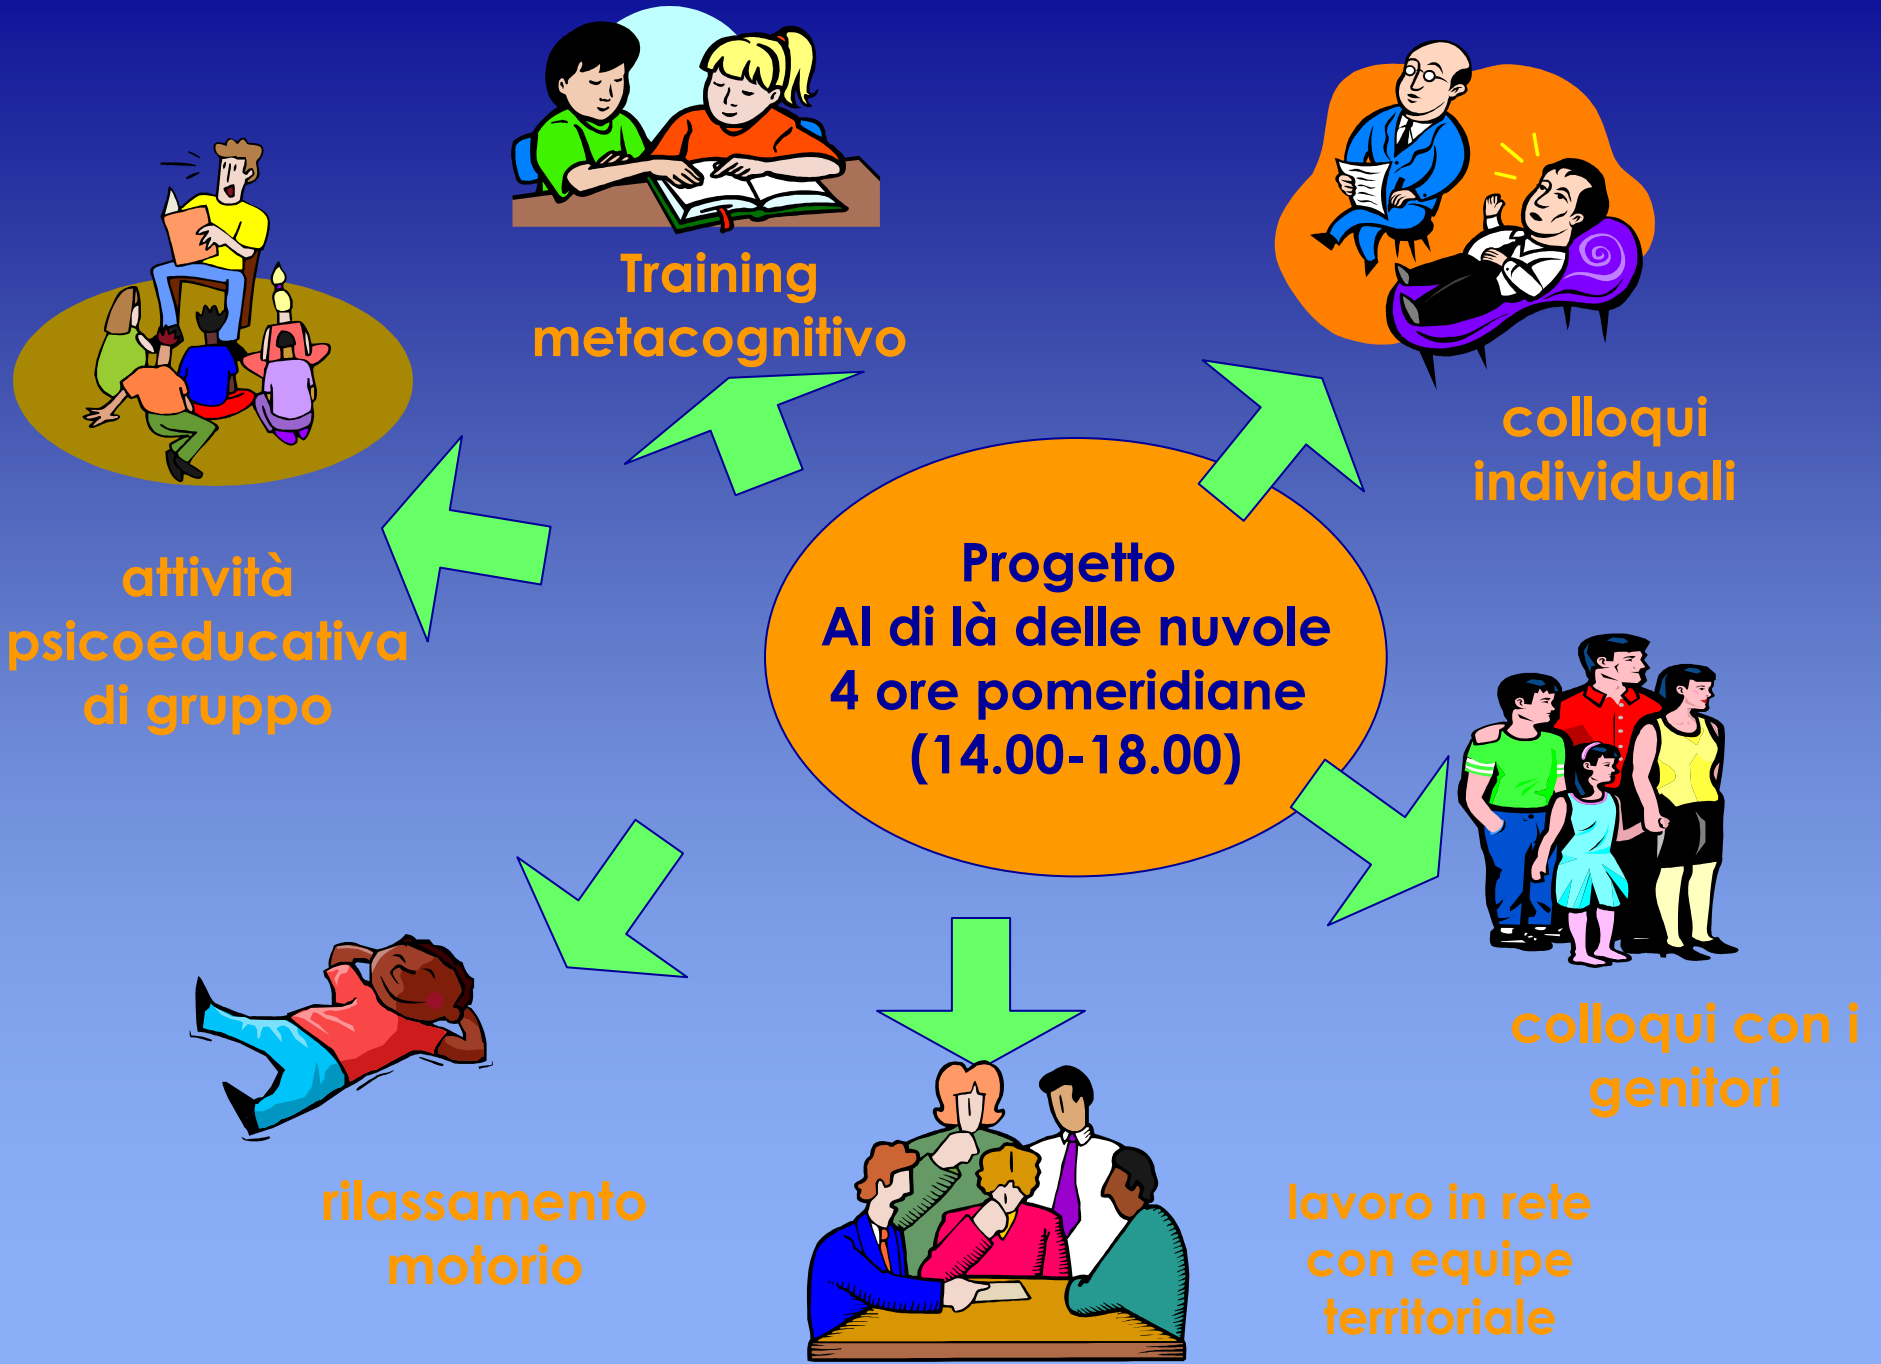 Training
metacognitivo
colloqui
individuali
attività
psicoeducativa
di gruppo
Progetto
Al di là delle nuvole
4 ore pomeridiane
(14.00-18.00)
colloqui con i
genitori
rilassamento
motorio
lavoro in rete
con equipe
territoriale